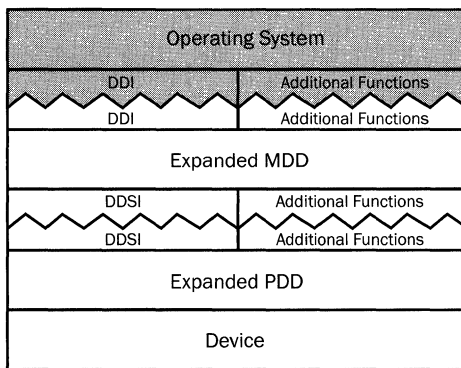 Operating System
DDI Additional Functions
DDI Additional Functions
Expanded MDD
DDSI Additional Functions
DDSI Additional Functions
Expanded PDD
Device